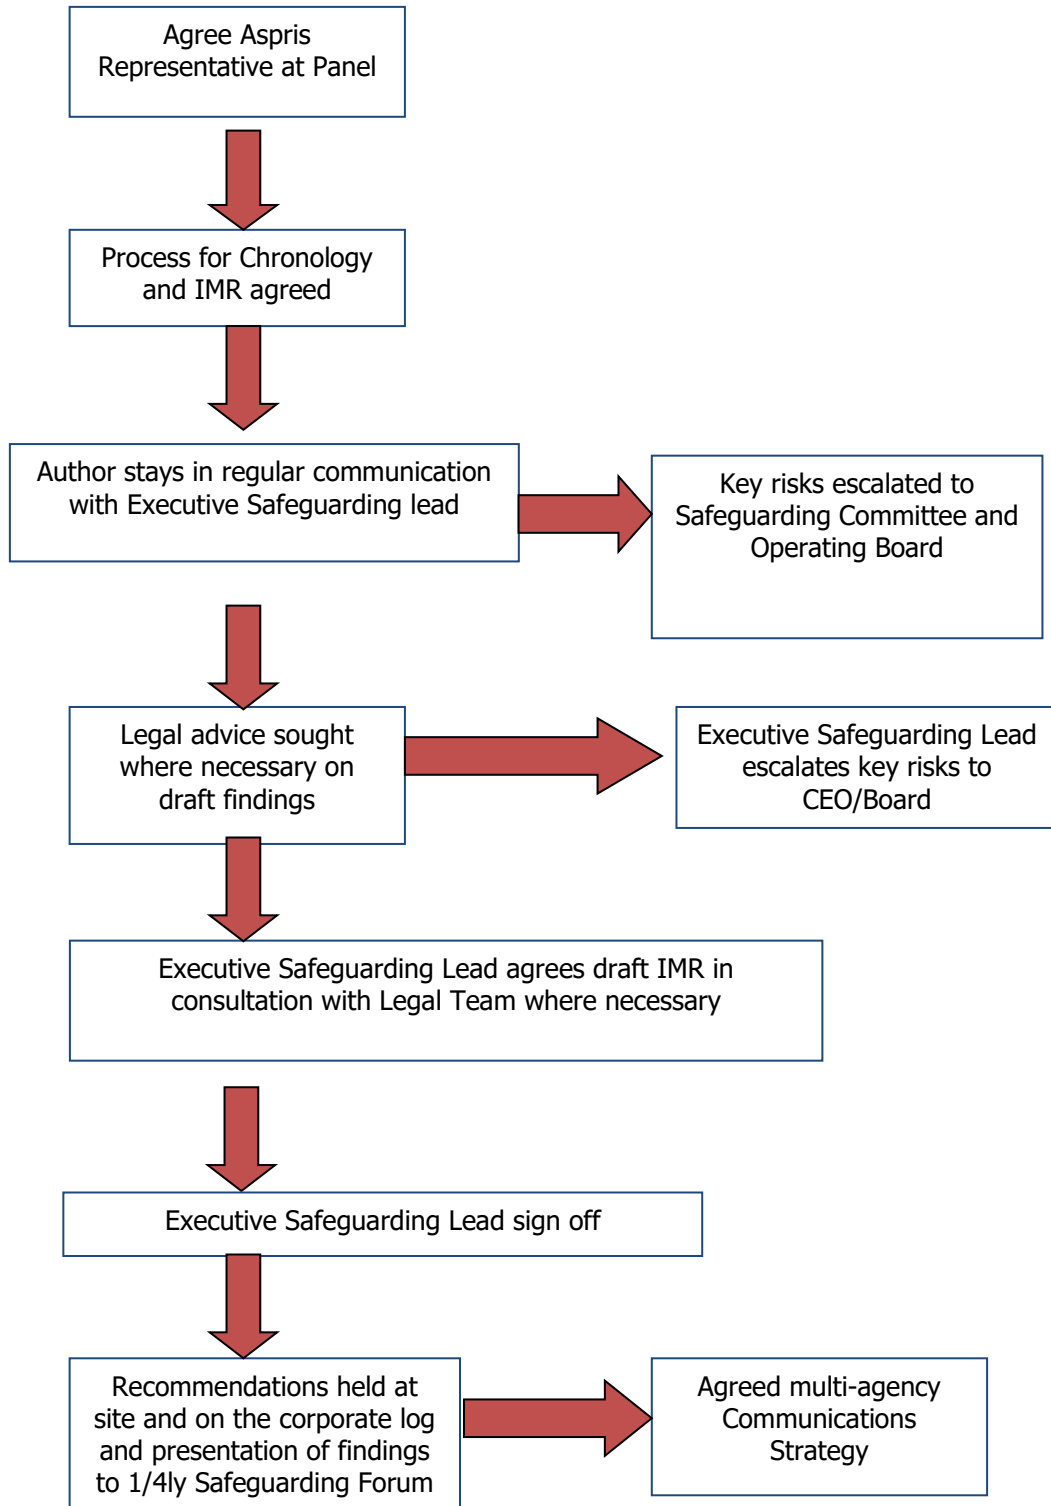 Agree Aspris
Representative at Panel
Process for Chronology
and IMR agreed
Author stays in regular communication
with Executive Safeguarding lead
Key risks escalated to
Safeguarding Committee and
Operating Board
Legal advice sought
where necessary on
draft findings
Executive Safeguarding Lead
escalates key risks to
CEO/Board
Executive Safeguarding Lead agrees draft IMR in
consultation with Legal Team where necessary
Executive Safeguarding Lead sign off
Recommendations held at
site and on the corporate log
and presentation of findings
to 1/4ly Safeguarding Forum
Agreed multi-agency
Communications
Strategy